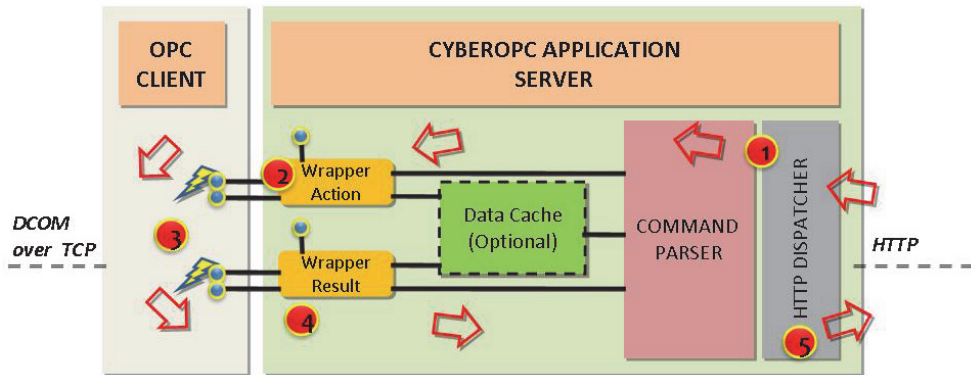 OPC
CLIENT
CYBEROPC APPLICATION
SERVER
1
2
Wrapper
Action
Data Cache
(Optional)
COMMAND
PARSER
HTTP DISPATCHER
DCOM
over TCP
3
HTTP
Wrapper
Result
4
5